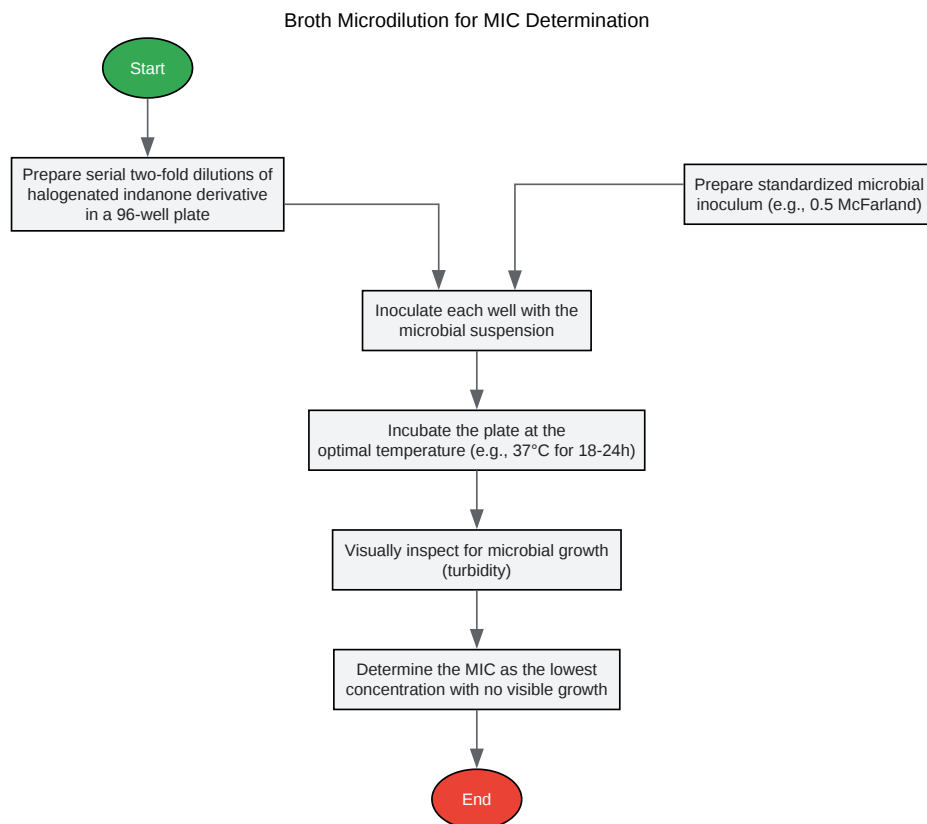 Broth Microdilution for MIC Determination
Start
Prepare serial two-fold dilutions of
halogenated indanone derivative
in a 96-well plate
Prepare standardized microbial
inoculum (e.g., 0.5 McFarland)
Inoculate each well with the
microbial suspension
Incubate the plate at the
optimal temperature (e.g., 37°C for 18-24h)
Visually inspect for microbial growth
(turbidity)
Determine the MIC as the lowest
concentration with no visible growth
End